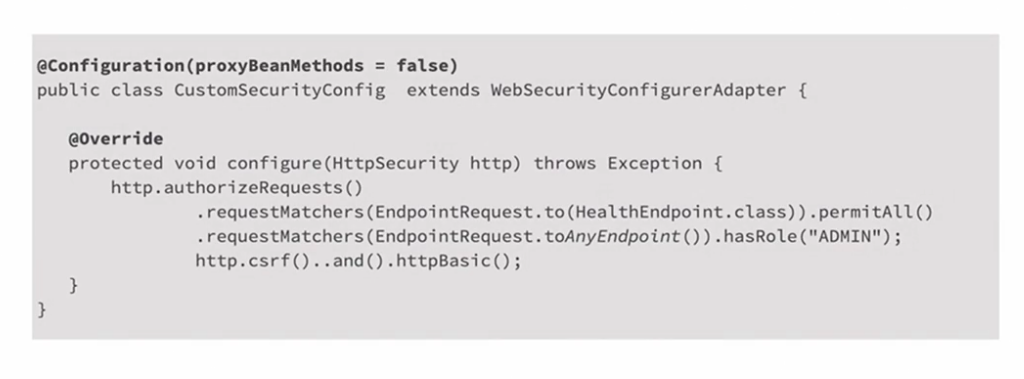 @Configuration(proxyBeanMethods = false)
public class CustomSecurityConfig  extends WebSecurityConfigurerAdapter {
@Override
protected void configure(HttpSecurity http) throws Exception {
http.authorizeRequests()
.requestMatchers(EndpointRequest.to(HealthEndpoint.class)).permitAll()
.requestMatchers(EndpointRequest.toAnyEndpoint()).hasRole("ADMIN");
http.csrf()..and().httpBasic();
}
}